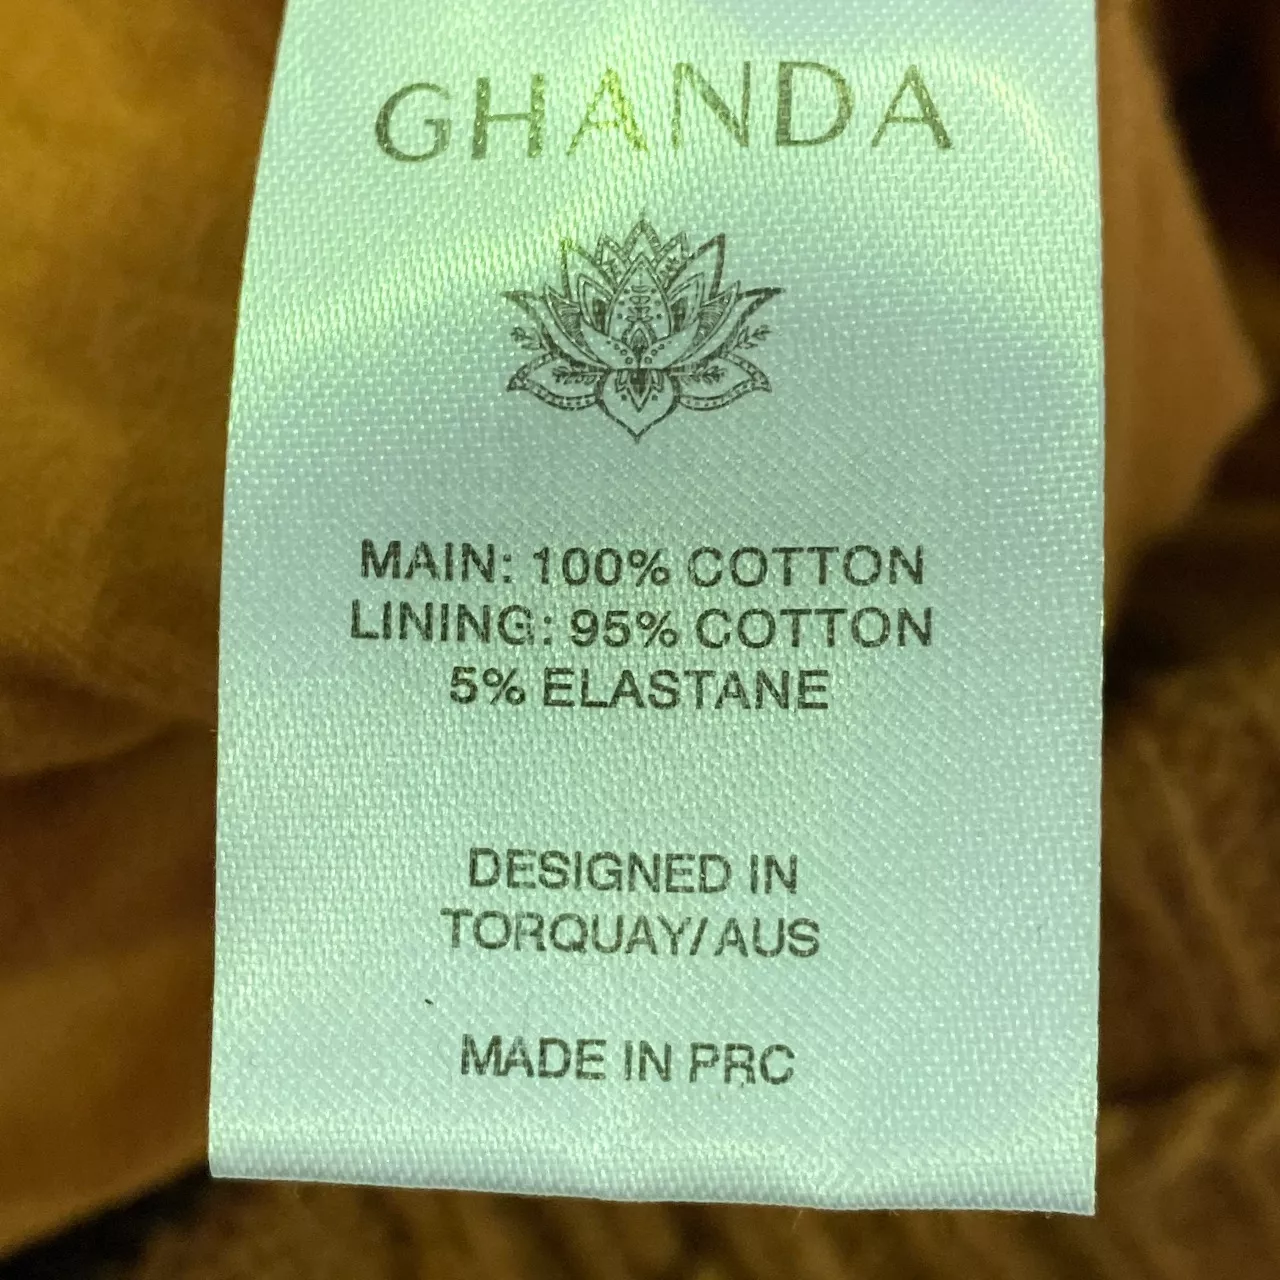 GHANDA
MAIN: 100% COTTON
LINING: 95% COTTON
5% ELASTANE
DESIGNED IN
TORQUAY/AUS
MADE IN PRC